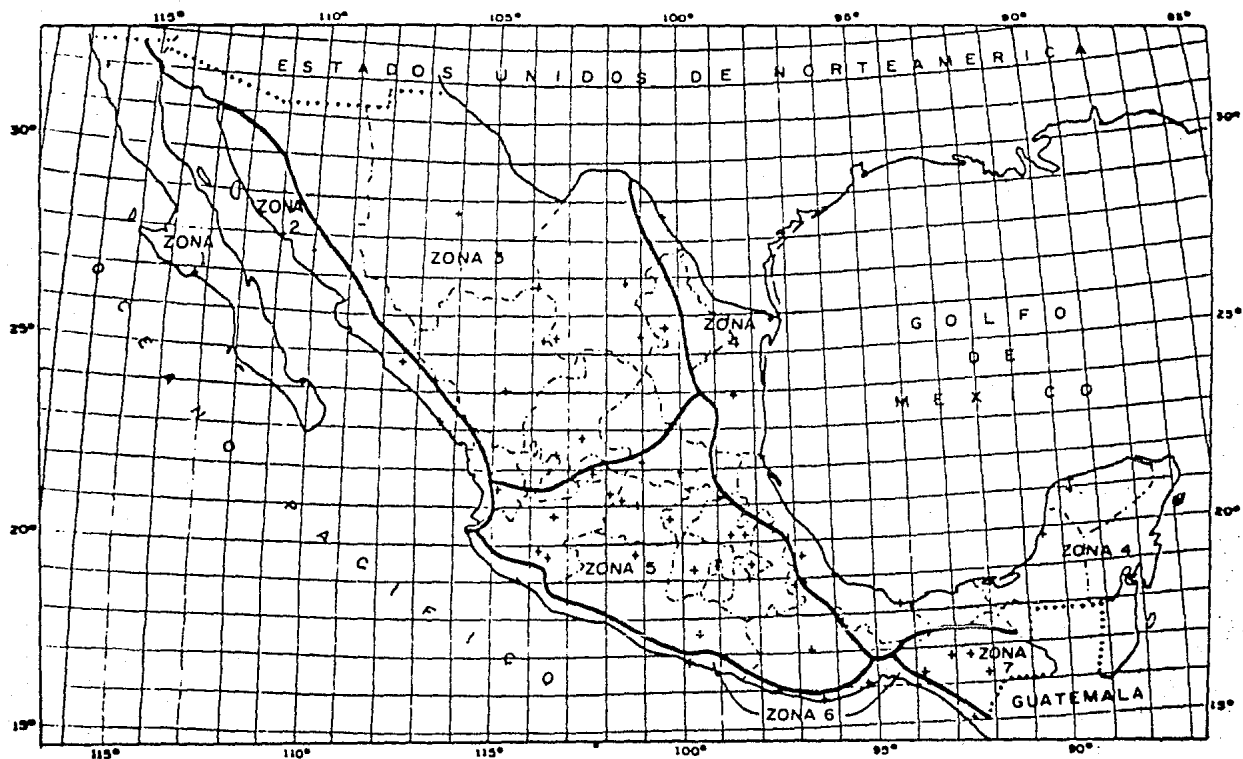 115° 110° 105° 100° 95° 90° 85°
ESTADOS UNIDOS DE NORTEAMERICA
30° 30°
ZONA
2
ZONA
ZONA 3
25° 25°
ZONA
4
GOLFO
DE
MEXICO
OCEANO
PACIFICO
20° 20°
ZONA 4
ZONA 5
ZONA
7
GUATEMALA
ZONA 6
15° 15°
115° 110° 115° 100° 95° 90°